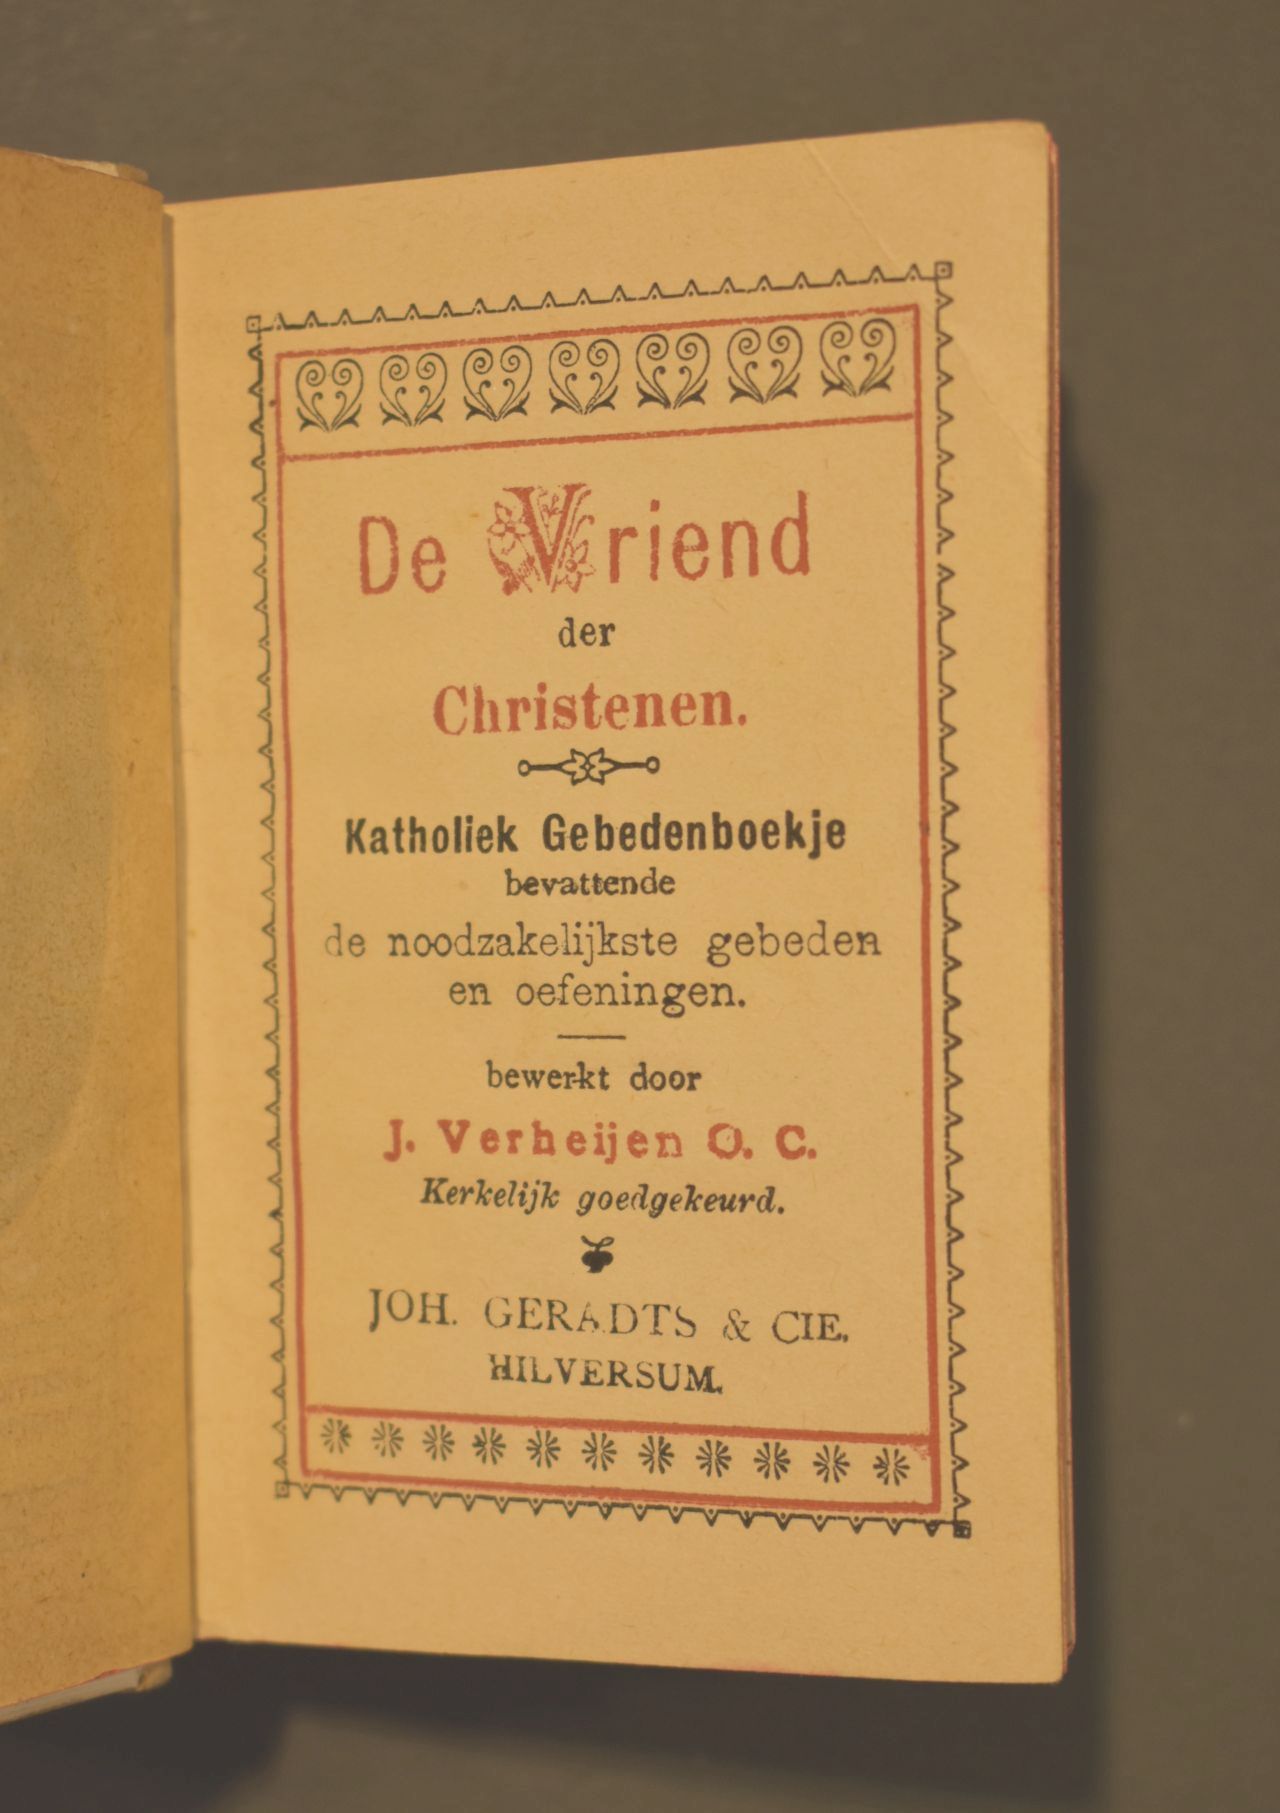 De Vriend
der
Christenen.
Katholiek Gebedenboekje
bevattende
de noodzakelijkste gebeden
en oefeningen.
bewerkt door
J. Verheijen O. C.
Kerkelijk goedgekeurd.
JOH. GERADTS & CIE.
HILVERSUM.